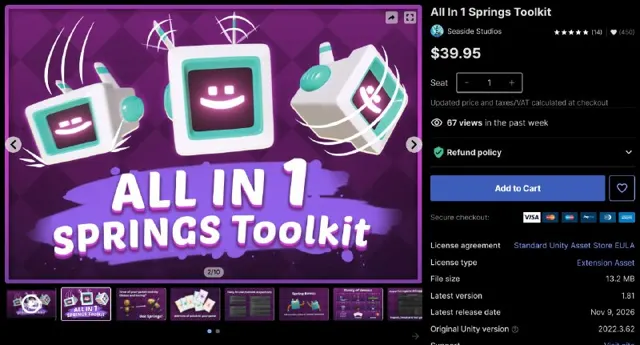 All In 1 Springs Toolkit
Seaside Studios
(14) (450)
$39.95
Seat - 1 +
Updated price and taxes/VAT calculated at checkout
67 views in the past week
Refund policy
Add to Cart
Secure checkout: VISA
License agreement Standard Unity Asset Store EULA
License type Extension Asset
File size 13.2 MB
Latest version 1.81
Latest release date Nov 9, 2026
Original Unity version 2022.3.62
ALL IN 1
SPRINGS Toolkit
2/10